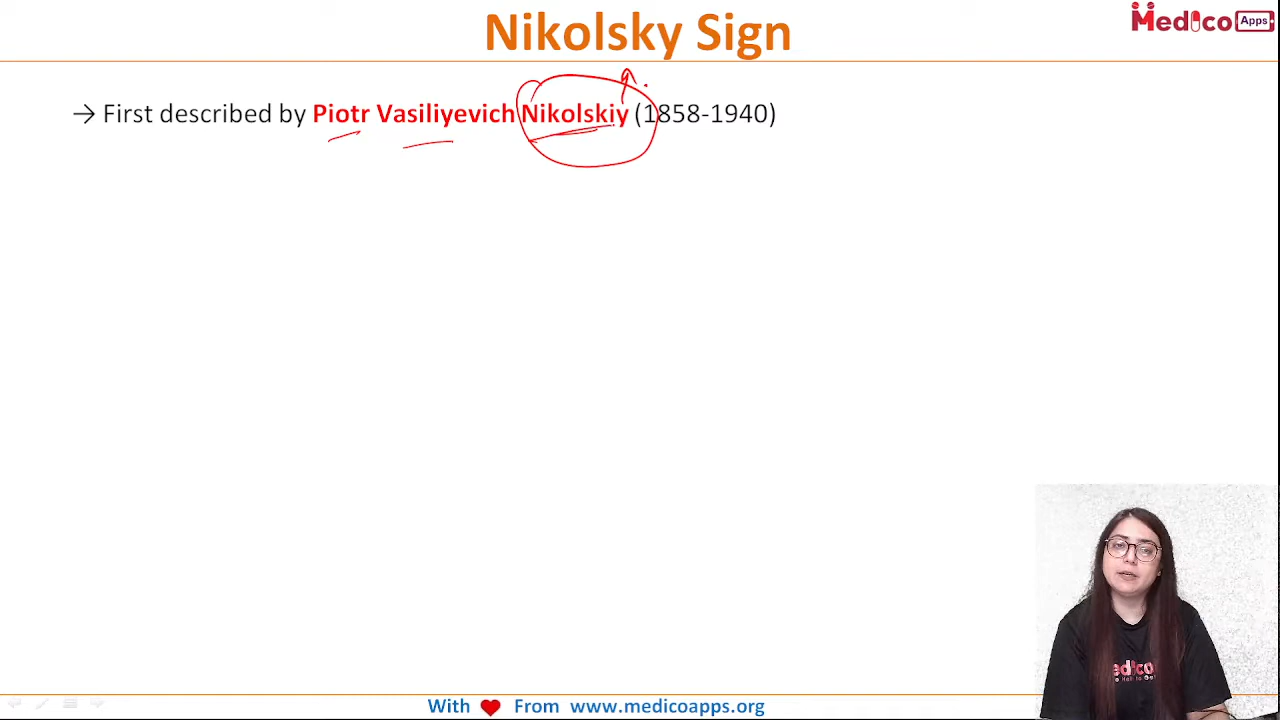 Nikolsky Sign
Medico Apps
→ First described by Piotr Vasiliyevich Nikolskiy (1858-1940)
With ❤ From www.medicoapps.org